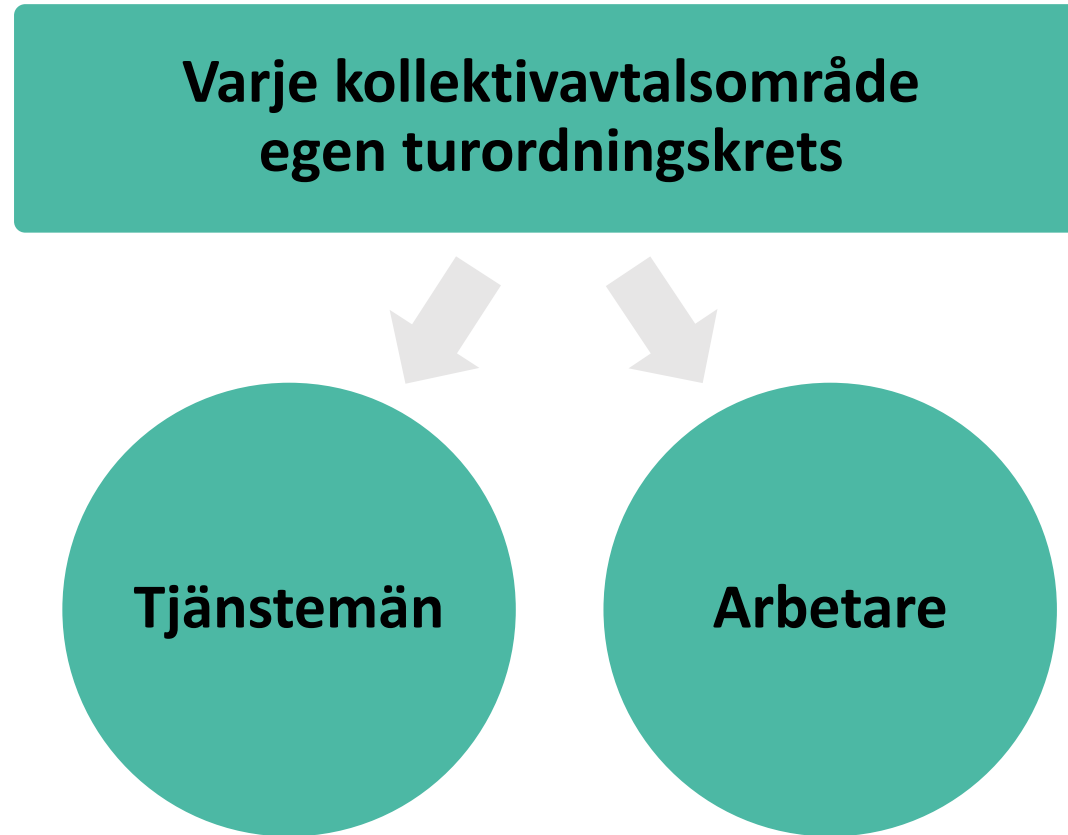 Varje kollektivavtalsområde
egen turordningskrets
Tjänstemän
Arbetare